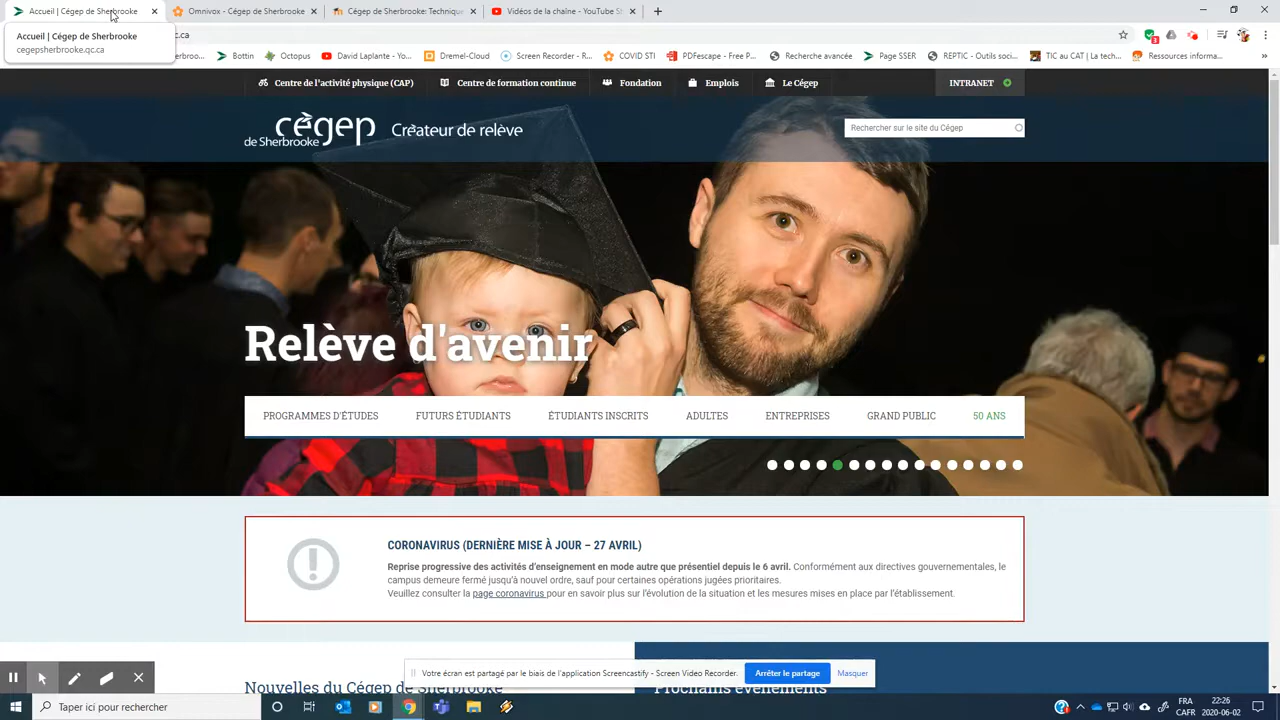 Accueil | Cégep de Sherbrooke
Omnivox - Cégep de Sherbrooke
Cégep de Sherbrooke: Technique
Vidéos de la chaîne - YouTube S
Accueil | Cégep de Sherbrooke
cegepsherbrooke.qc.ca
.ca
Bottin
Octopus
David Laplante - Yo...
Dremel-Cloud
Screen Recorder - R...
COVID STI
PDFescape - Free P...
Recherche avancée
Page SSER
REPTIC - Outils soci...
TIC au CAT | La tech...
Ressources informa...
Centre de l'activité physique (CAP)
Centre de formation continue
Fondation
Emplois
Le Cégep
INTRANET
cégep
de Sherbrooke
Créateur de relève
Rechercher sur le site du Cégep
Relève d'avenir
PROGRAMMES D'ÉTUDES
FUTURS ÉTUDIANTS
ÉTUDIANTS INSCRITS
ADULTES
ENTREPRISES
GRAND PUBLIC
50 ANS
CORONAVIRUS (DERNIÈRE MISE À JOUR – 27 AVRIL)
Reprise progressive des activités d'enseignement en mode autre que présentiel depuis le 6 avril. Conformément aux directives gouvernementales, le
campus demeure fermé jusqu'à nouvel ordre, sauf pour certaines opérations jugées prioritaires.
Veuillez consulter la page coronavirus pour en savoir plus sur l'évolution de la situation et les mesures mises en place par l'établissement.
Votre écran est partagé par le biais de l'application Screencastify - Screen Video Recorder.
Arrêter le partage
Masquer
Nouvelles du Cégep de Sherbrooke
Prochains événements
Taper ici pour rechercher
FRA
CAFR
22:26
2020-06-02